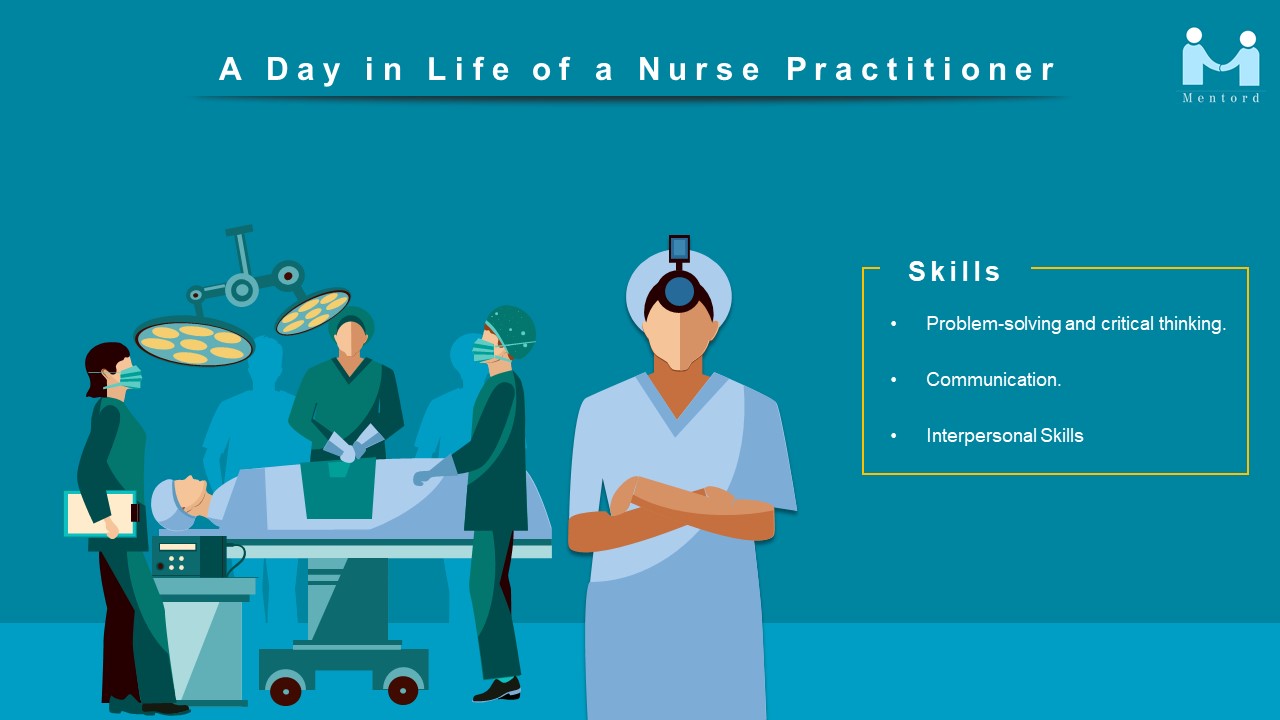 A Day in Life of a Nurse Practitioner
Mentord
Skills
• Problem-solving and critical thinking.
• Communication.
• Interpersonal Skills